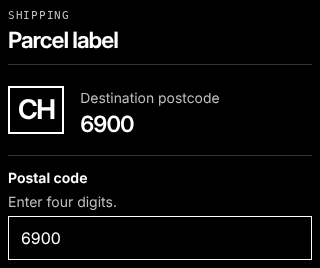 SHIPPING
Parcel label
CH
Destination postcode
6900
Postal code
Enter four digits.
6900